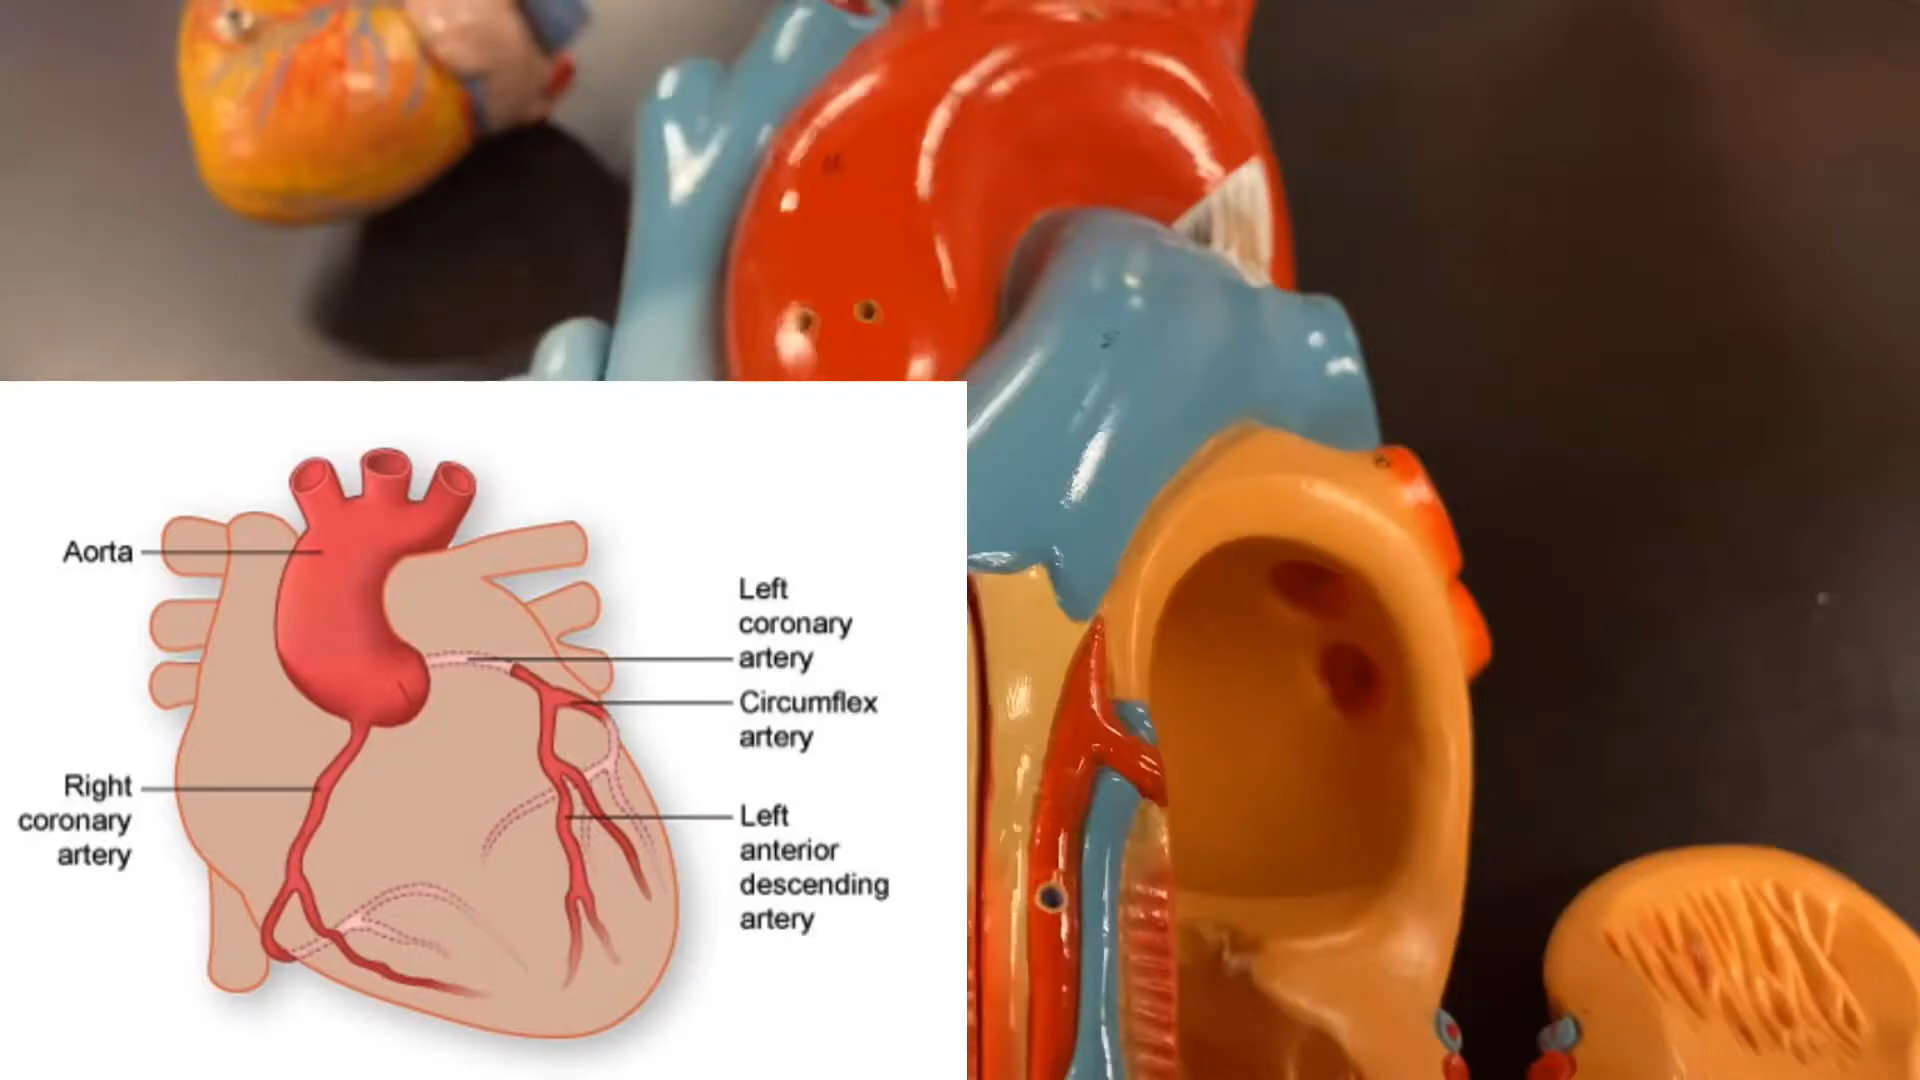 Aorta
Left
coronary
artery
Circumflex
artery
Right
coronary
artery
Left
anterior
descending
artery